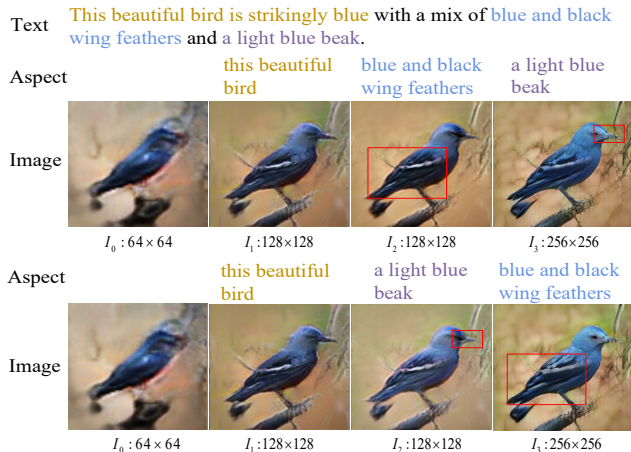 Text This beautiful bird is strikingly blue with a mix of blue and black
wing feathers and a light blue beak.
Aspect this beautiful bird blue and black wing feathers a light blue beak
Image
I₀ : 64×64 I₁ :128×128 I₂ :128×128 I₃ :256×256
Aspect this beautiful bird a light blue beak blue and black wing feathers
Image
I₀ : 64×64 I₁ :128×128 I₂ :128×128 I₃ :256×256